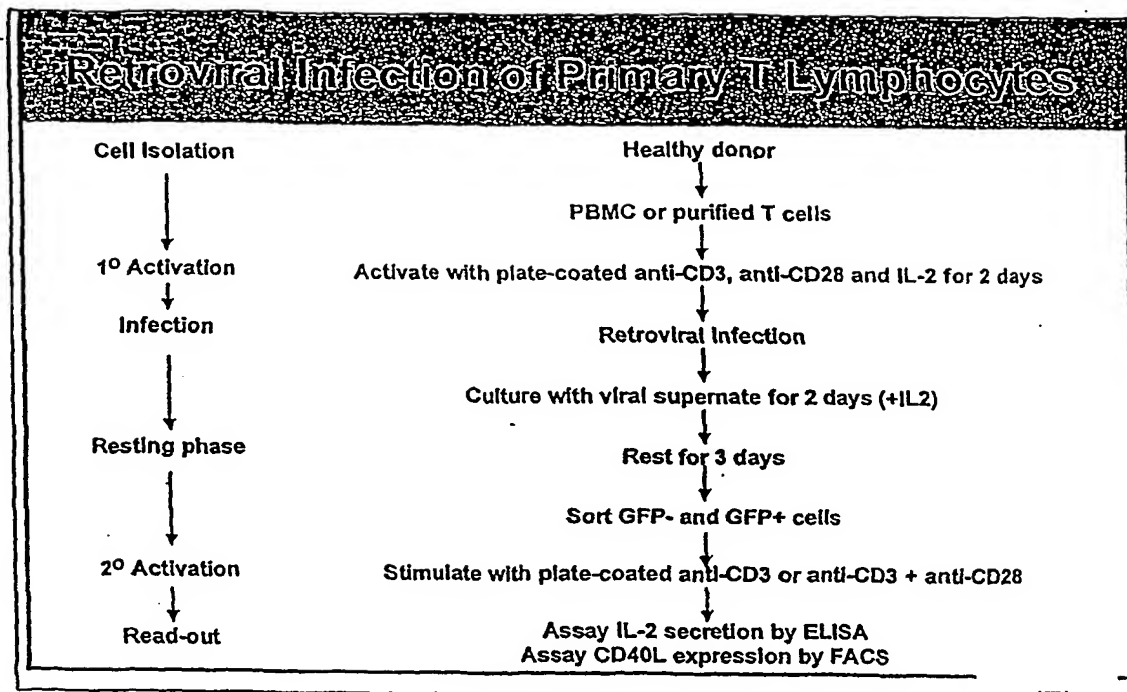 Retroviral Infection of Primary T Lymphocytes
Cell Isolation
Healthy donor
PBMC or purified T cells
1º Activation
Activate with plate-coated anti-CD3, anti-CD28 and IL-2 for 2 days
Infection
Retroviral Infection
Culture with viral supernate for 2 days (+IL2)
Resting phase
Rest for 3 days
Sort GFP- and GFP+ cells
2º Activation
Stimulate with plate-coated anti-CD3 or anti-CD3 + anti-CD28
Read-out
Assay IL-2 secretion by ELISA
Assay CD40L expression by FACS